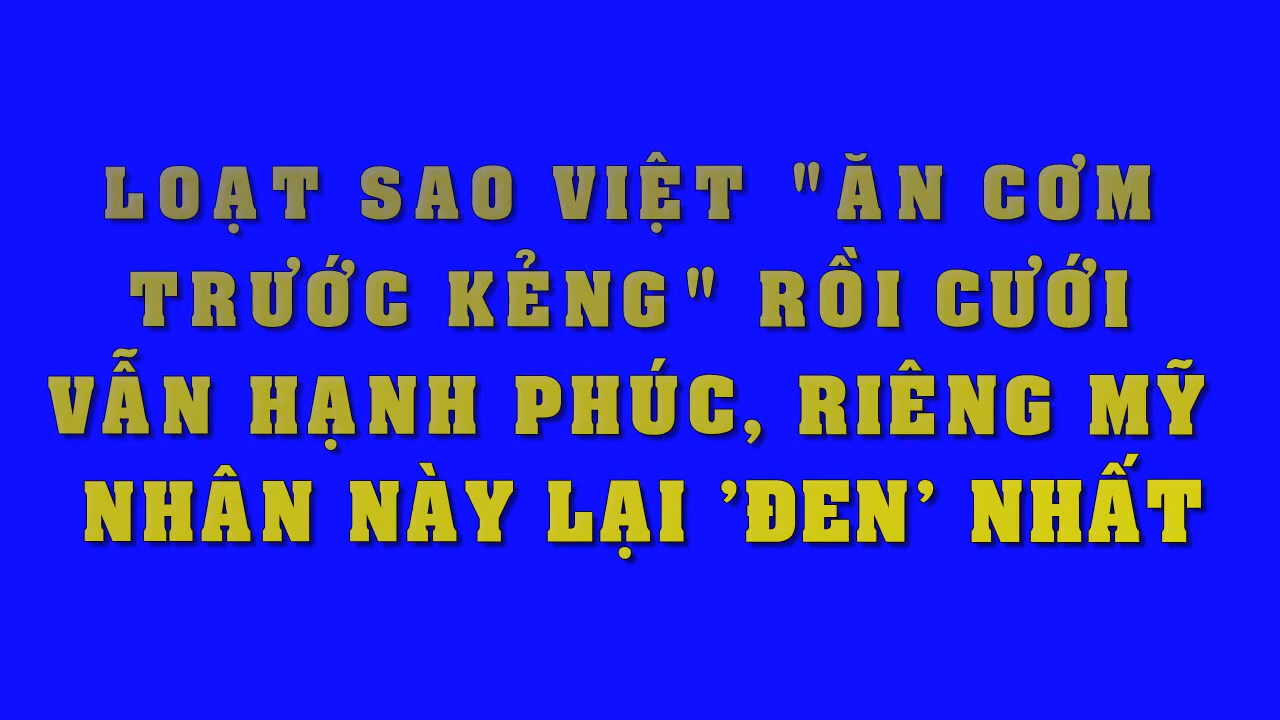 LOẠT SAO VIỆT "ĂN CƠM
TRƯỚC KẺNG" RỒI CƯỚI
VẪN HẠNH PHÚC, RIÊNG MỸ
NHÂN NÀY LẠI 'ĐEN' NHẤT